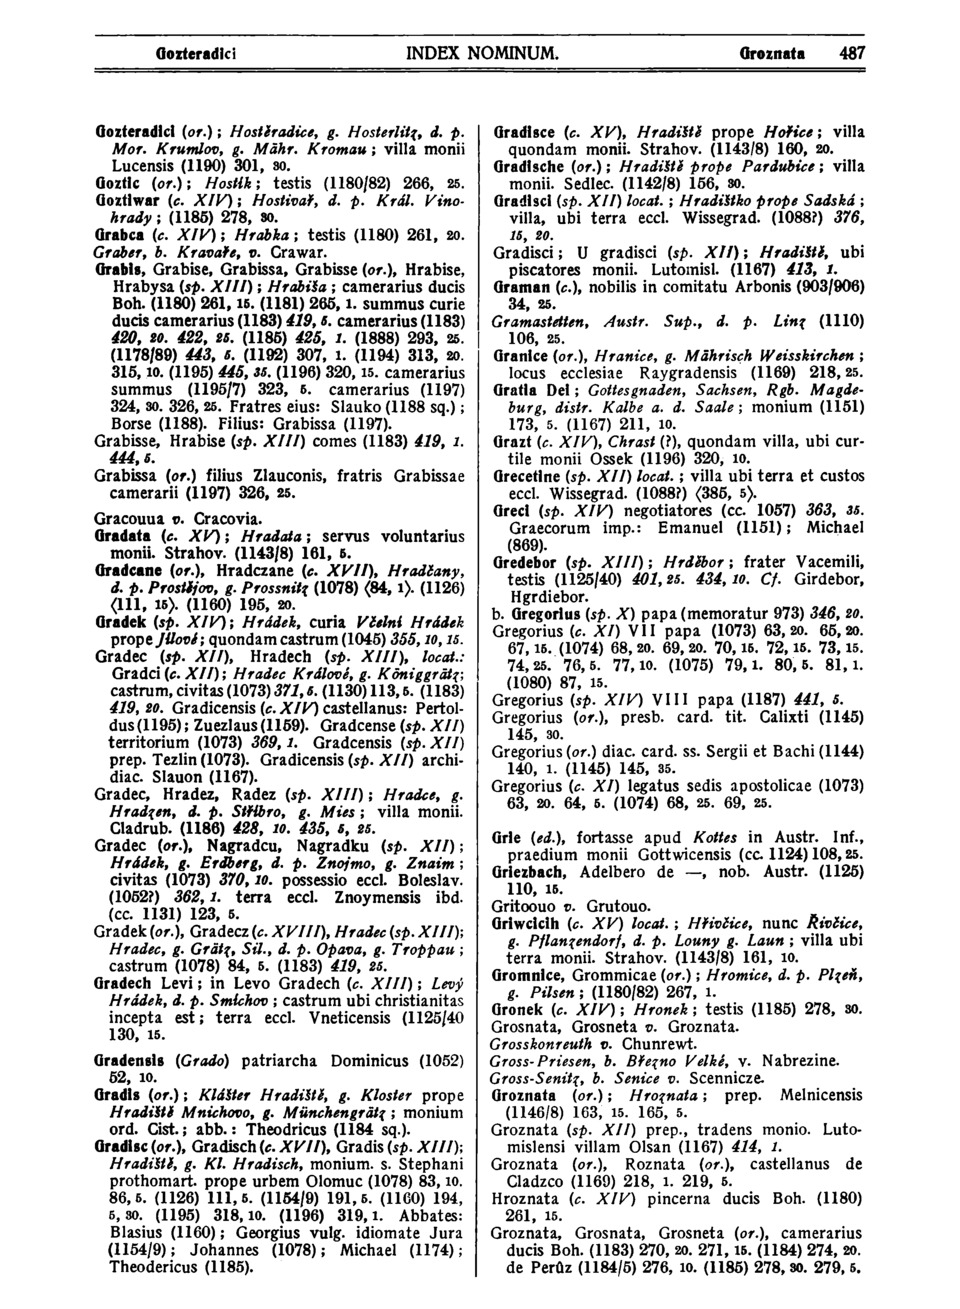 Gozteradici INDEX NOMINUM. Groznata 487
Gozteradici (or.); Hostěradice, g. Hosterlitz, d. p.
Mor. Krumlov, g. Mähr. Kromau; villa monii
Lucensis (1190) 301, 30.
Goztic (or.); Hostík; testis (1180/82) 266, 25.
Goztiwar (c. XIV); Hostivař, d. p. Král. Vino-
hrady; (1185) 278, 30.
Grabca (c. XIV); Hrabka; testis (1180) 261, 20.
Graber, b. Kravaře, v. Crawar.
Grabis, Grabise, Grabissa, Grabisse (or.), Hrabise,
Hrabysa (sp. XIII); Hrabiša; camerarius ducis
Boh. (1180) 261, 15. (1181) 265, 1. summus curie
ducis camerarius (1183) 419, 5. camerarius (1183)
420, 20. 422, 25. (1185) 425, 1. (1888) 293, 25.
(1178/89) 443, 5. (1192) 307, 1. (1194) 313, 20.
315, 10. (1195) 445, 35. (1196) 320, 15. camerarius
summus (1195/7) 323, 5. camerarius (1197)
324, 30. 326, 25. Fratres eius: Slauko (1188 sq.);
Borse (1188). Filius: Grabissa (1197).
Grabisse, Hrabise (sp. XIII) comes (1183) 419, 1.
444, 5.
Grabissa (or.) filius Zlauconis, fratris Grabissae
camerarii (1197) 326, 25.
Gracouua v. Cracovia.
Gradata (c. XV); Hradata; servus voluntarius
monii. Strahov. (1143/8) 161, 5.
Gradcane (or.), Hradczane (c. XVII), Hradčany,
d. p. Prostějov, g. Prossnitz (1078) ⟨84, 1⟩. (1126)
⟨111, 15⟩. (1160) 195, 20.
Gradek (sp. XIV); Hrádek, curia Včelní Hrádek
prope Jílové; quondam castrum (1045) 355, 10, 15.
Gradec (sp. XII), Hradech (sp. XIII), locat.:
Gradci (c. XII); Hradec Králové, g. Königgrätz;
castrum, civitas (1073) 371, 5. (1130) 113, 5. (1183)
419, 20. Gradicensis (c. XIV) castellanus: Pertol-
dus (1195); Zuezlaus (1159). Gradcense (sp. XII)
territorium (1073) 369, 1. Gradcensis (sp. XII)
prep. Tezlin (1073). Gradicensis (sp. XII) archi-
diac. Slauon (1167).
Gradec, Hradez, Radez (sp. XIII); Hradce, g.
Hradzen, d. p. Stříbro, g. Mies; villa monii.
Cladrub. (1186) 428, 10. 435, 5, 25.
Gradec (or.), Nagradcu, Nagradku (sp. XII);
Hrádek, g. Erdberg, d. p. Znojmo, g. Znaim;
civitas (1073) 370, 10. possessio eccl. Boleslav.
(1052?) 362, 1. terra eccl. Znoymensis ibd.
(cc. 1131) 123, 5.
Gradek (or.), Gradecz (c. XVIII), Hradec (sp. XIII);
Hradec, g. Grätz, Sil., d. p. Opava, g. Troppau;
castrum (1078) 84, 5. (1183) 419, 25.
Gradech Levi; in Levo Gradech (c. XIII); Levý
Hrádek, d. p. Smíchov; castrum ubi christianitas
incepta est; terra eccl. Vneticensis (1125/40
130, 15.
Gradensis (Grado) patriarcha Dominicus (1052)
52, 10.
Gradis (or.); Klášter Hradiště, g. Kloster prope
Hradiště Mnichovo, g. Münchengrätz; monium
ord. Cist.; abb.: Theodricus (1184 sq.).
Gradisc (or.), Gradisch (c. XVII), Gradis (sp. XIII);
Hradiště, g. Kl. Hradisch, monium. s. Stephani
prothomart. prope urbem Olomuc (1078) 83, 10.
86, 5. (1126) 111, 5. (1154/9) 191, 5. (1160) 194,
5, 30. (1195) 318, 10. (1196) 319, 1. Abbates:
Blasius (1160); Georgius vulg. idiomate Jura
(1154/9); Johannes (1078); Michael (1174);
Theodericus (1185).
Gradisce (c. XV), Hradiště prope Hořice; villa
quondam monii. Strahov. (1143/8) 160, 20.
Gradische (or.); Hradiště prope Pardubice; villa
monii. Sedlec. (1142/8) 156, 30.
Gradisci (sp. XII) locat.; Hradištko prope Sadská;
villa, ubi terra eccl. Wissegrad. (1088?) 376,
15, 20.
Gradisci; U gradisci (sp. XII); Hradiště, ubi
piscatores monii. Lutomisl. (1167) 413, 1.
Graman (c.), nobilis in comitatu Arbonis (903/906)
34, 25.
Gramastetten, Austr. Sup., d. p. Linz (1110)
106, 25.
Granice (or.), Hranice, g. Mährisch Weisskirchen;
locus ecclesiae Raygradensis (1169) 218, 25.
Gratia Dei; Gottesgnaden, Sachsen, Rgb. Magde-
burg, distr. Kalbe a. d. Saale; monium (1151)
173, 5. (1167) 211, 10.
Grazt (c. XIV), Chrast (?), quondam villa, ubi cur-
tile monii Ossek (1196) 320, 10.
Grecetine (sp. XII) locat.; villa ubi terra et custos
eccl. Wissegrad. (1088?) ⟨385, 5⟩.
Greci (sp. XIV) negotiatores (cc. 1057) 363, 35.
Graecorum imp.: Emanuel (1151); Michael
(869).
Gredebor (sp. XIII); Hrděbor; frater Vacemili,
testis (1125/40) 401, 25. 434, 10. Cf. Girdebor,
Hgrdiebor.
b. Gregorius (sp. X) papa (memoratur 973) 346, 20.
Gregorius (c. XI) VII papa (1073) 63, 20. 65, 20.
67, 15. (1074) 68, 20. 69, 20. 70, 15. 72, 15. 73, 15.
74, 25. 76, 5. 77, 10. (1075) 79, 1. 80, 5. 81, 1.
(1080) 87, 15.
Gregorius (sp. XIV) VIII papa (1187) 441, 5.
Gregorius (or.), presb. card. tit. Calixti (1145)
145, 30.
Gregorius (or.) diac. card. ss. Sergii et Bachi (1144)
140, 1. (1145) 145, 35.
Gregorius (c. XI) legatus sedis apostolicae (1073)
63, 20. 64, 5. (1074) 68, 25. 69, 25.
Grie (ed.), fortasse apud Kottes in Austr. Inf.,
praedium monii Gottwicensis (cc. 1124) 108, 25.
Griezbach, Adelbero de —, nob. Austr. (1125)
110, 15.
Gritoouo v. Grutouo.
Griwcicih (c. XV) locat.; Hřivčice, nunc Řivčice,
g. Pflanzendorf, d. p. Louny g. Laun; villa ubi
terra monii. Strahov. (1143/8) 161, 10.
Gromnice, Grommicae (or.); Hromice, d. p. Plzeň,
g. Pilsen; (1180/82) 267, 1.
Gronek (c. XIV); Hronek; testis (1185) 278, 30.
Grosnata, Grosneta v. Groznata.
Grosskonreuth v. Chunrewt.
Gross-Priesen, b. Březno Velké, v. Nabrezine.
Gross-Senitz, b. Senice v. Scennicze.
Groznata (or.); Hroznata; prep. Melnicensis
(1146/8) 163, 15. 165, 5.
Groznata (sp. XII) prep., tradens monio. Luto-
mislensi villam Olsan (1167) 414, 1.
Groznata (or.), Roznata (or.), castellanus de
Cladzco (1169) 218, 1. 219, 5.
Hroznata (c. XIV) pincerna ducis Boh. (1180)
261, 15.
Groznata, Grosnata, Grosneta (or.), camerarius
ducis Boh. (1183) 270, 20. 271, 15. (1184) 274, 20.
de Perůz (1184/5) 276, 10. (1185) 278, 30. 279, 5.